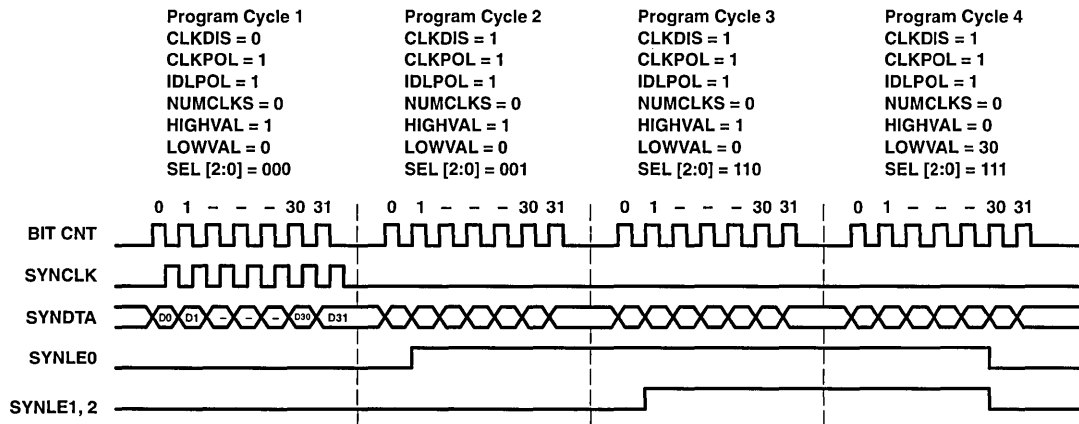 Program Cycle 1
CLKDIS = 0
CLKPOL = 1
IDLPOL = 1
NUMCLKS = 0
HIGHVAL = 1
LOWVAL = 0
SEL [2:0] = 000
Program Cycle 2
CLKDIS = 1
CLKPOL = 1
IDLPOL = 1
NUMCLKS = 0
HIGHVAL = 1
LOWVAL = 0
SEL [2:0] = 001
Program Cycle 3
CLKDIS = 1
CLKPOL = 1
IDLPOL = 1
NUMCLKS = 0
HIGHVAL = 1
LOWVAL = 0
SEL [2:0] = 110
Program Cycle 4
CLKDIS = 1
CLKPOL = 1
IDLPOL = 1
NUMCLKS = 0
HIGHVAL = 0
LOWVAL = 30
SEL [2:0] = 111
0 1 – – – 30 31 0 1 – – – 30 31 0 1 – – – 30 31 0 1 – – – 30 31
BIT CNT
SYNCLK
SYNDTA D0 D1 – – – D30 D31
SYNLE0
SYNLE1, 2